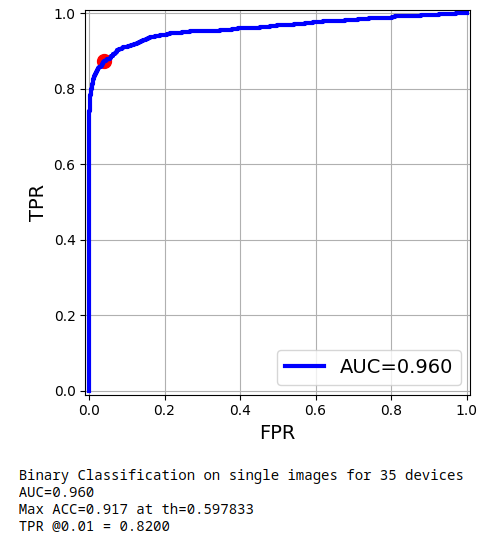 1.0
0.8
0.6
0.4
0.2
0.0
TPR
AUC=0.960
0.0 0.2 0.4 0.6 0.8 1.0
FPR
Binary Classification on single images for 35 devices
AUC=0.960
Max ACC=0.917 at th=0.597833
TPR @0.01 = 0.8200